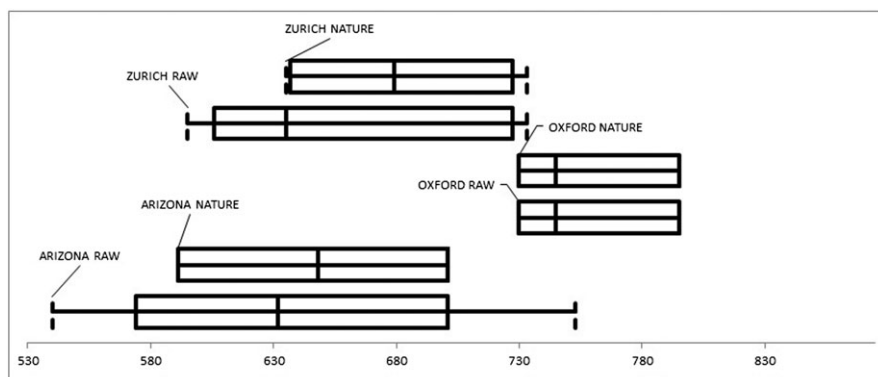 ZURICH NATURE
ZURICH RAW
OXFORD NATURE
OXFORD RAW
ARIZONA NATURE
ARIZONA RAW
530 580 630 680 730 780 830